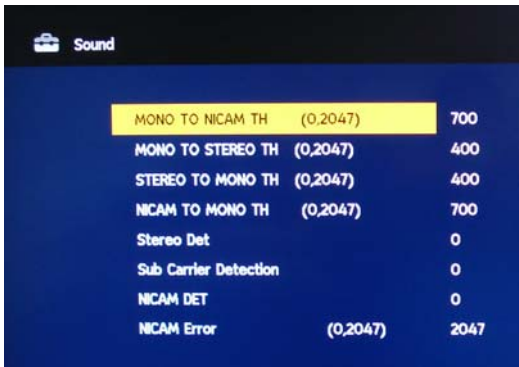 Sound
MONO TO NICAM TH (0,2047) 700
MONO TO STEREO TH (0,2047) 400
STEREO TO MONO TH (0,2047) 400
NICAM TO MONO TH (0,2047) 700
Stereo Det 0
Sub Carrier Detection 0
NICAM DET 0
NICAM Error (0,2047) 2047